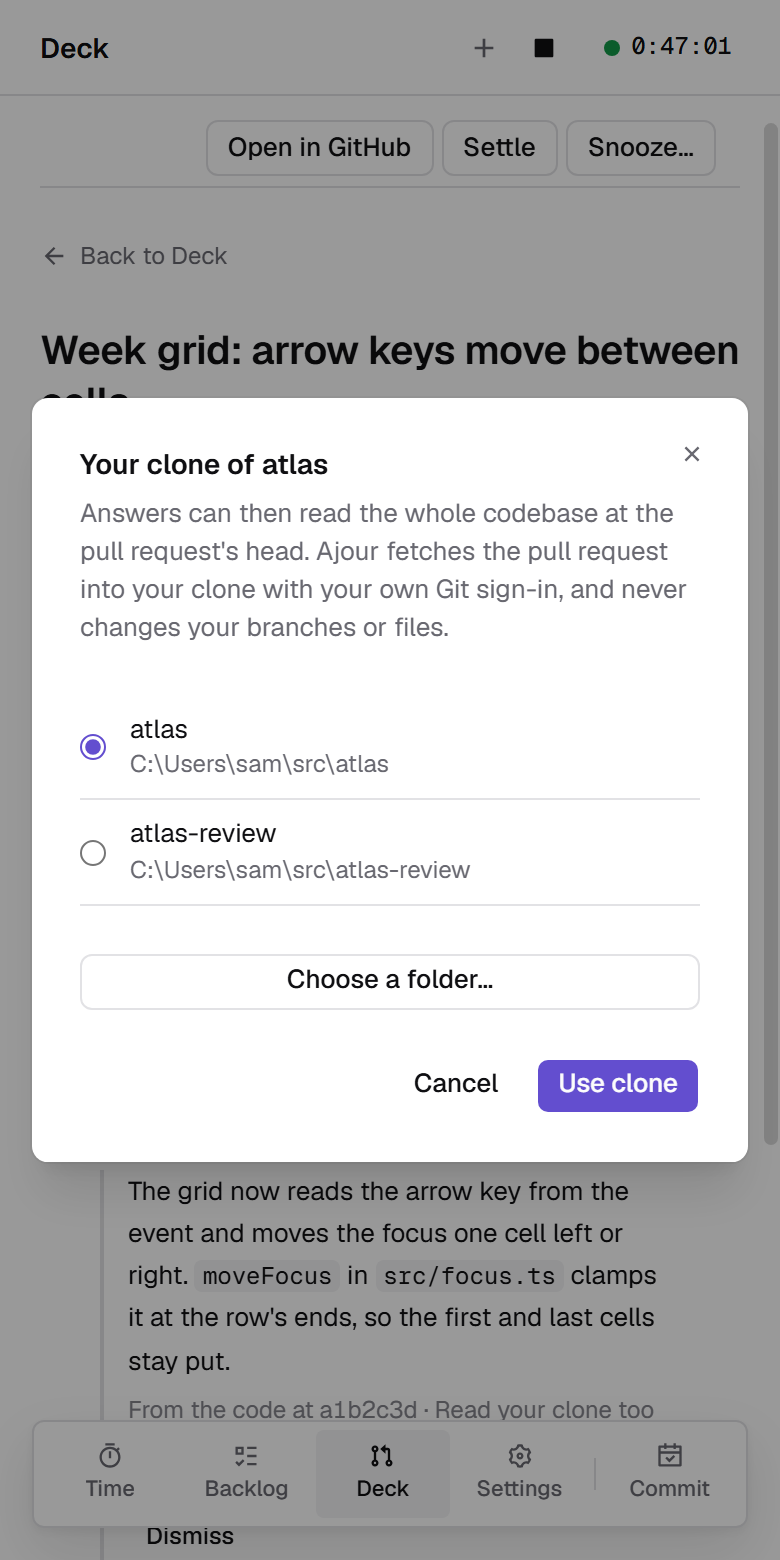 Deck
0:47:01
Open in GitHub
Settle
Snooze…
Back to Deck
Week grid: arrow keys move between
cells
Your clone of atlas
Answers can then read the whole codebase at the
pull request's head. Ajour fetches the pull request
into your clone with your own Git sign-in, and never
changes your branches or files.
atlas
C:\Users\sam\src\atlas
atlas-review
C:\Users\sam\src\atlas-review
Choose a folder…
Cancel
Use clone
The grid now reads the arrow key from the
event and moves the focus one cell left or
right. moveFocus in src/focus.ts clamps
it at the row's ends, so the first and last cells
stay put.
From the code at a1b2c3d · Read your clone too
Time
Backlog
Deck
Settings
Commit
Dismiss